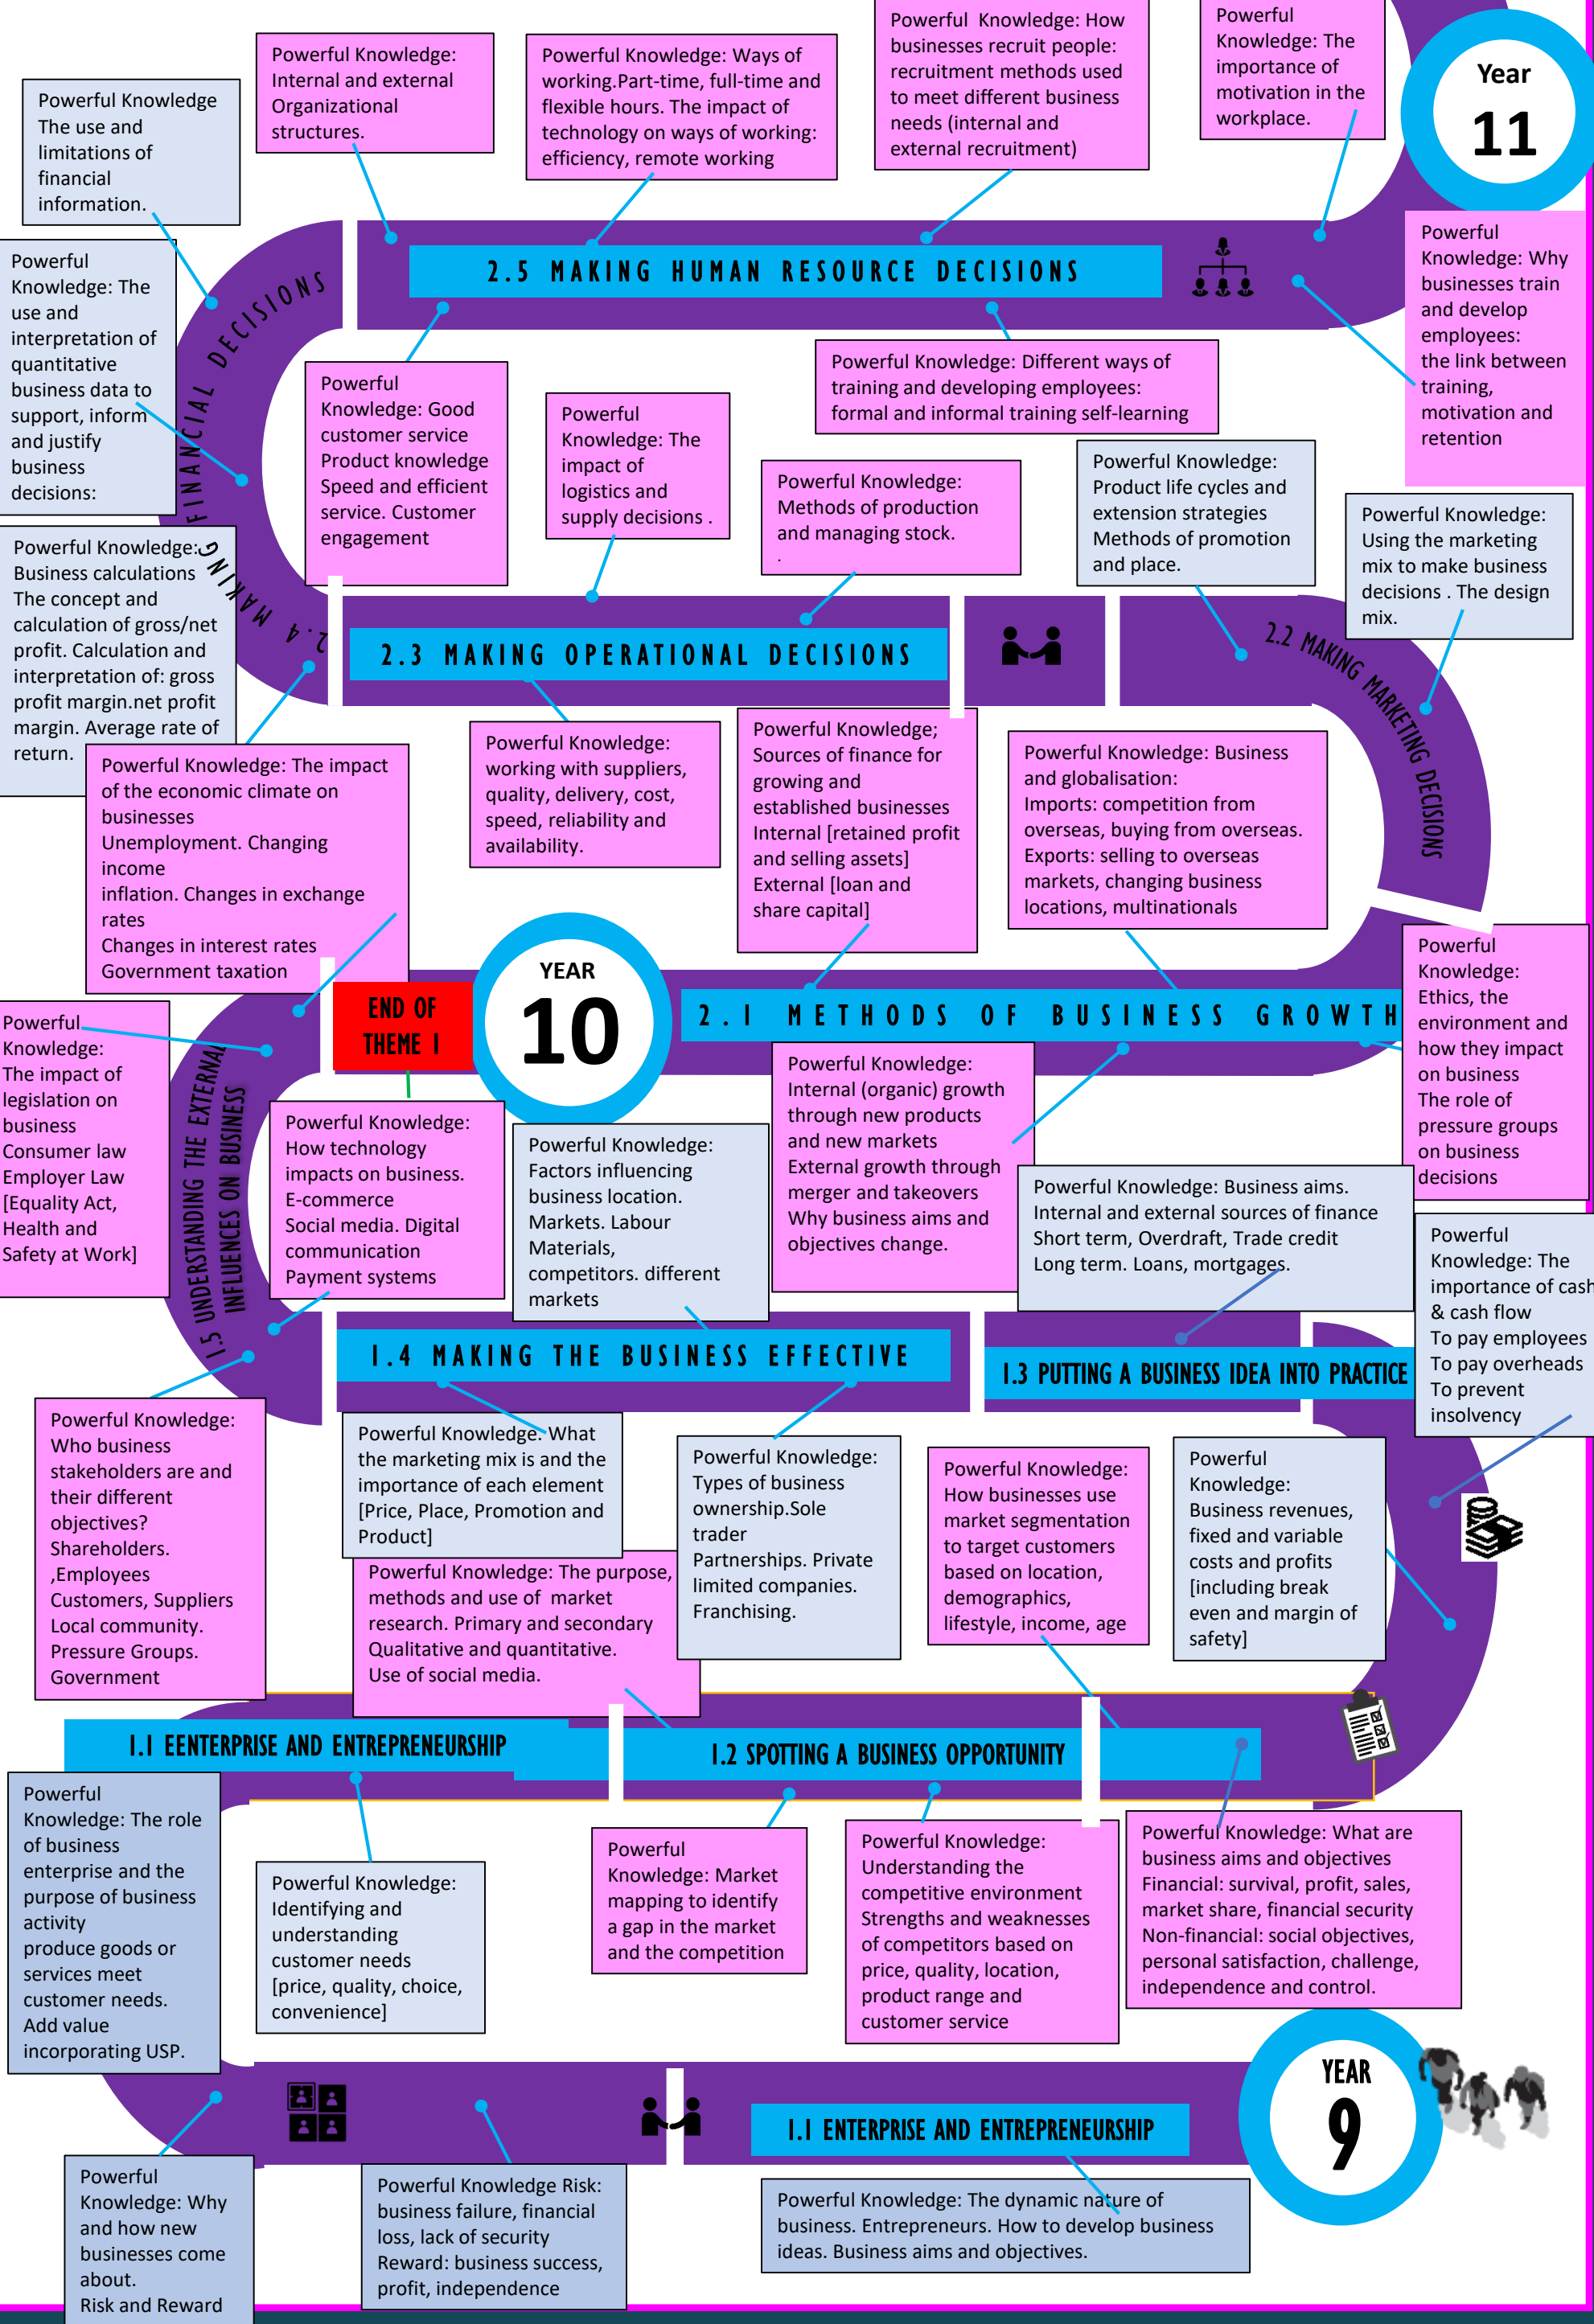 Powerful Knowledge: How
businesses recruit people:
recruitment methods used
to meet different business
needs (internal and
external recruitment)
Powerful
Knowledge: The
importance of
motivation in the
workplace.
Year
11
Powerful Knowledge:
Internal and external
Organizational
structures.
Powerful Knowledge: Ways of
working.Part-time, full-time and
flexible hours. The impact of
technology on ways of working:
efficiency, remote working
Powerful Knowledge
The use and
limitations of
financial
information.
2.5 MAKING HUMAN RESOURCE DECISIONS
Powerful
Knowledge: Why
businesses train
and develop
employees:
the link between
training,
motivation and
retention
Powerful
Knowledge: The
use and
interpretation of
quantitative
business data to
support, inform
and justify
business
decisions:
2.4 MAKING FINANCIAL DECISIONS
Powerful
Knowledge: Good
customer service
Product knowledge
Speed and efficient
service. Customer
engagement
Powerful Knowledge: Different ways of
training and developing employees:
formal and informal training self-learning
Powerful
Knowledge: The
impact of
logistics and
supply decisions .
Powerful Knowledge:
Methods of production
and managing stock.
.
Powerful Knowledge:
Product life cycles and
extension strategies
Methods of promotion
and place.
Powerful Knowledge:
Using the marketing
mix to make business
decisions . The design
mix.
Powerful Knowledge:
Business calculations
The concept and
calculation of gross/net
profit. Calculation and
interpretation of: gross
profit margin.net profit
margin. Average rate of
return.
2.3 MAKING OPERATIONAL DECISIONS
2.2 MAKING MARKETING DECISIONS
Powerful Knowledge: The impact
of the economic climate on
businesses
Unemployment. Changing
income
inflation. Changes in exchange
rates
Changes in interest rates
Government taxation
Powerful Knowledge:
working with suppliers,
quality, delivery, cost,
speed, reliability and
availability.
Powerful Knowledge;
Sources of finance for
growing and
established businesses
Internal [retained profit
and selling assets]
External [loan and
share capital]
Powerful Knowledge: Business
and globalisation:
Imports: competition from
overseas, buying from overseas.
Exports: selling to overseas
markets, changing business
locations, multinationals
Powerful
Knowledge:
Ethics, the
environment and
how they impact
on business
The role of
pressure groups
on business
decisions
END OF
THEME 1
YEAR
10
2.1 METHODS OF BUSINESS GROWTH
Powerful
Knowledge:
The impact of
legislation on
business
Consumer law
Employer Law
[Equality Act,
Health and
Safety at Work]
1.5 UNDERSTANDING THE EXTERNAL
INFLUENCES ON BUSINESS
Powerful Knowledge:
How technology
impacts on business.
E-commerce
Social media. Digital
communication
Payment systems
Powerful Knowledge:
Factors influencing
business location.
Markets. Labour
Materials,
competitors. different
markets
Powerful Knowledge:
Internal (organic) growth
through new products
and new markets
External growth through
merger and takeovers
Why business aims and
objectives change.
Powerful Knowledge: Business aims.
Internal and external sources of finance
Short term, Overdraft, Trade credit
Long term. Loans, mortgages.
Powerful
Knowledge: The
importance of cash
& cash flow
To pay employees
To pay overheads
To prevent
insolvency
1.4 MAKING THE BUSINESS EFFECTIVE
1.3 PUTTING A BUSINESS IDEA INTO PRACTICE
Powerful Knowledge:
Who business
stakeholders are and
their different
objectives?
Shareholders.
,Employees
Customers, Suppliers
Local community.
Pressure Groups.
Government
Powerful Knowledge. What
the marketing mix is and the
importance of each element
[Price, Place, Promotion and
Product]
Powerful Knowledge:
Types of business
ownership.Sole
trader
Partnerships. Private
limited companies.
Franchising.
Powerful Knowledge:
How businesses use
market segmentation
to target customers
based on location,
demographics,
lifestyle, income, age
Powerful
Knowledge:
Business revenues,
fixed and variable
costs and profits
[including break
even and margin of
safety]
Powerful Knowledge: The purpose,
methods and use of market
research. Primary and secondary
Qualitative and quantitative.
Use of social media.
1.1 EENTERPRISE AND ENTREPRENEURSHIP
1.2 SPOTTING A BUSINESS OPPORTUNITY
Powerful
Knowledge: The role
of business
enterprise and the
purpose of business
activity
produce goods or
services meet
customer needs.
Add value
incorporating USP.
Powerful Knowledge:
Identifying and
understanding
customer needs
[price, quality, choice,
convenience]
Powerful
Knowledge: Market
mapping to identify
a gap in the market
and the competition
Powerful Knowledge:
Understanding the
competitive environment
Strengths and weaknesses
of competitors based on
price, quality, location,
product range and
customer service
Powerful Knowledge: What are
business aims and objectives
Financial: survival, profit, sales,
market share, financial security
Non-financial: social objectives,
personal satisfaction, challenge,
independence and control.
YEAR
9
1.1 ENTERPRISE AND ENTREPRENEURSHIP
Powerful
Knowledge: Why
and how new
businesses come
about.
Risk and Reward
Powerful Knowledge Risk:
business failure, financial
loss, lack of security
Reward: business success,
profit, independence
Powerful Knowledge: The dynamic nature of
business. Entrepreneurs. How to develop business
ideas. Business aims and objectives.